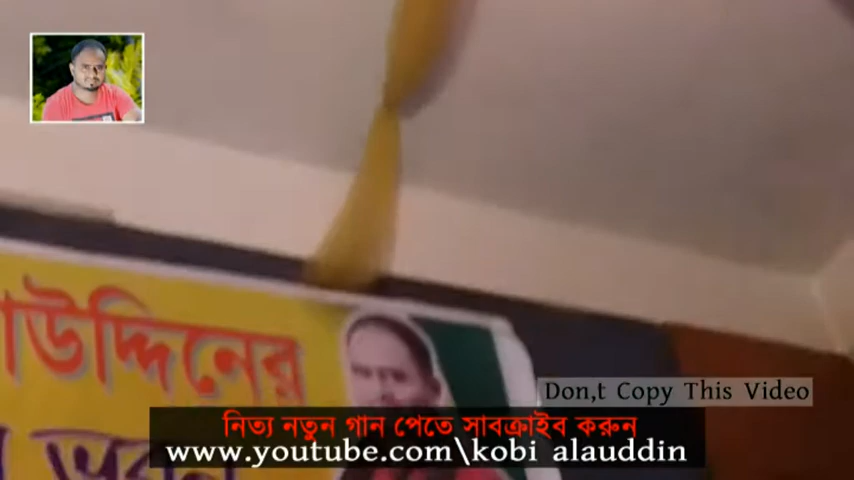 াউদ্দিনের
Don,t Copy This Video
নিত্য নতুন গান পেতে সাবক্রাইব করুন
www.youtube.com\kobi alauddin